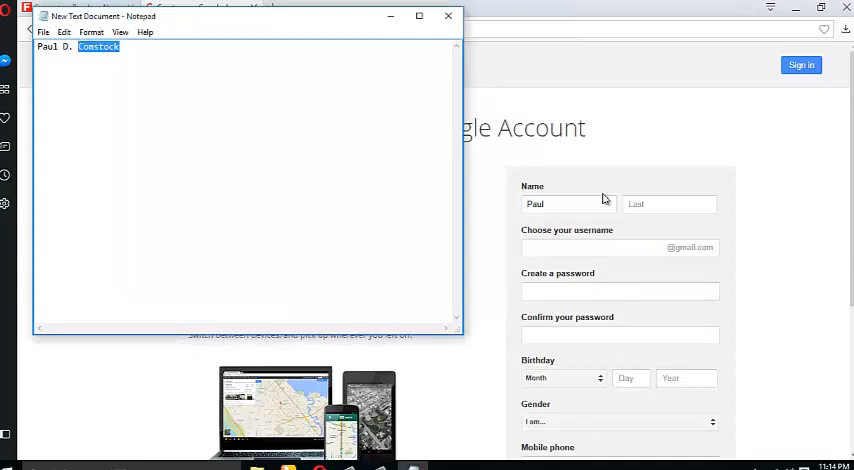 New Text Document - Notepad
File Edit Format View Help
Paul D. Comstock
Sign in
gle Account
Name
Paul
Last
Choose your username
@gmail.com
Create a password
Confirm your password
Birthday
Month
Day
Year
Gender
I am...
Mobile phone
Switch between devices, and pick up wherever you left off.
11:14 PM